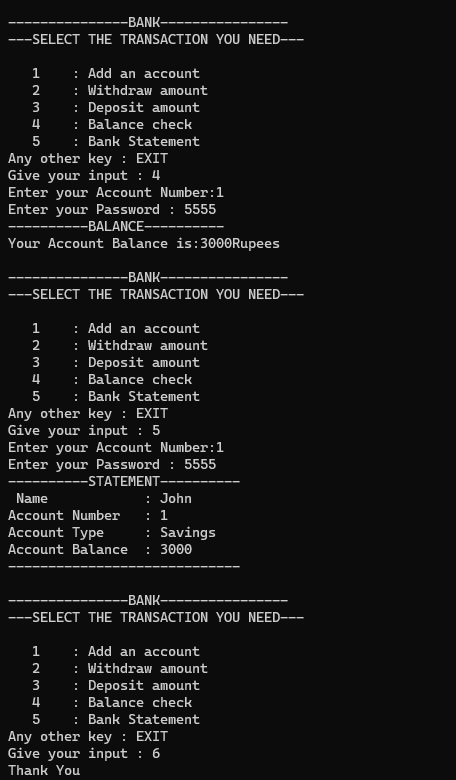 ---------------BANK----------------
---SELECT THE TRANSACTION YOU NEED---
   1    : Add an account
   2    : Withdraw amount
   3    : Deposit amount
   4    : Balance check
   5    : Bank Statement
Any other key : EXIT
Give your input : 4
Enter your Account Number:1
Enter your Password : 5555
----------BALANCE----------
Your Account Balance is:3000Rupees
---------------BANK----------------
---SELECT THE TRANSACTION YOU NEED---
   1    : Add an account
   2    : Withdraw amount
   3    : Deposit amount
   4    : Balance check
   5    : Bank Statement
Any other key : EXIT
Give your input : 5
Enter your Account Number:1
Enter your Password : 5555
----------STATEMENT----------
 Name            : John
Account Number   : 1
Account Type     : Savings
Account Balance  : 3000
-----------------------------
---------------BANK----------------
---SELECT THE TRANSACTION YOU NEED---
   1    : Add an account
   2    : Withdraw amount
   3    : Deposit amount
   4    : Balance check
   5    : Bank Statement
Any other key : EXIT
Give your input : 6
Thank You